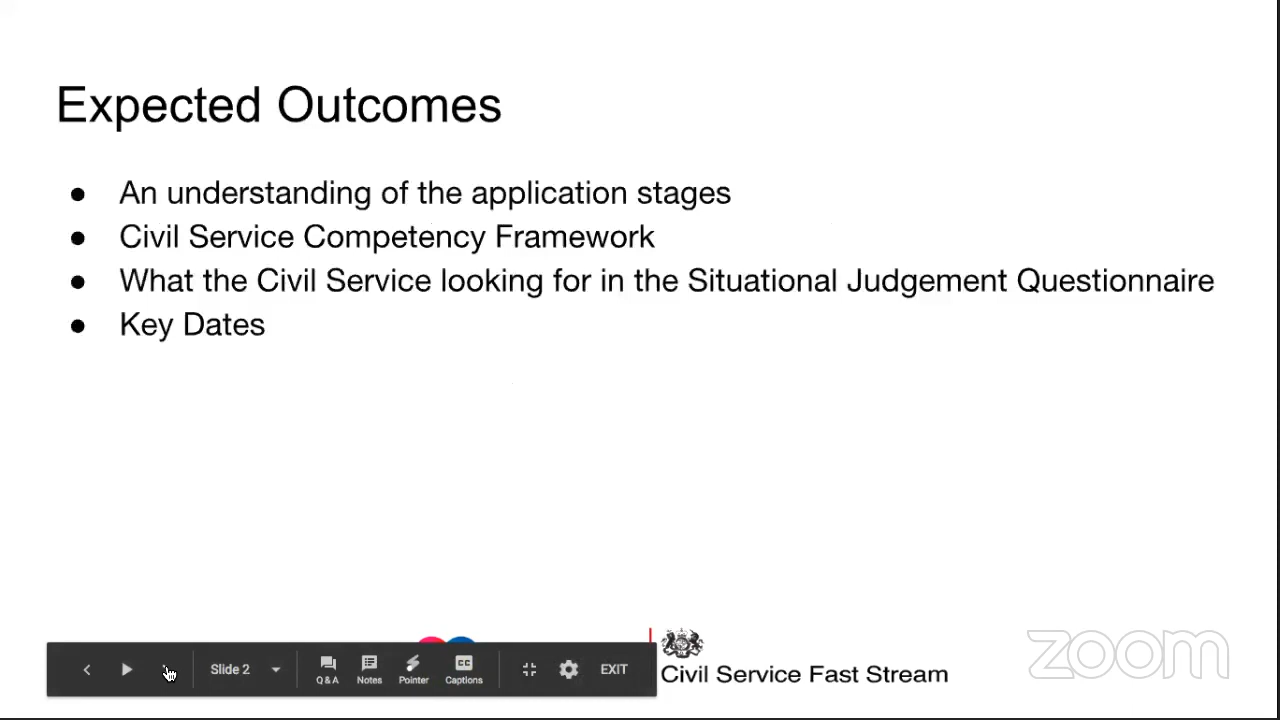 Expected Outcomes
● An understanding of the application stages
● Civil Service Competency Framework
● What the Civil Service looking for in the Situational Judgement Questionnaire
● Key Dates
Slide 2
Q & A
Notes
Pointer
CC
Captions
EXIT
Civil Service Fast Stream
zoom